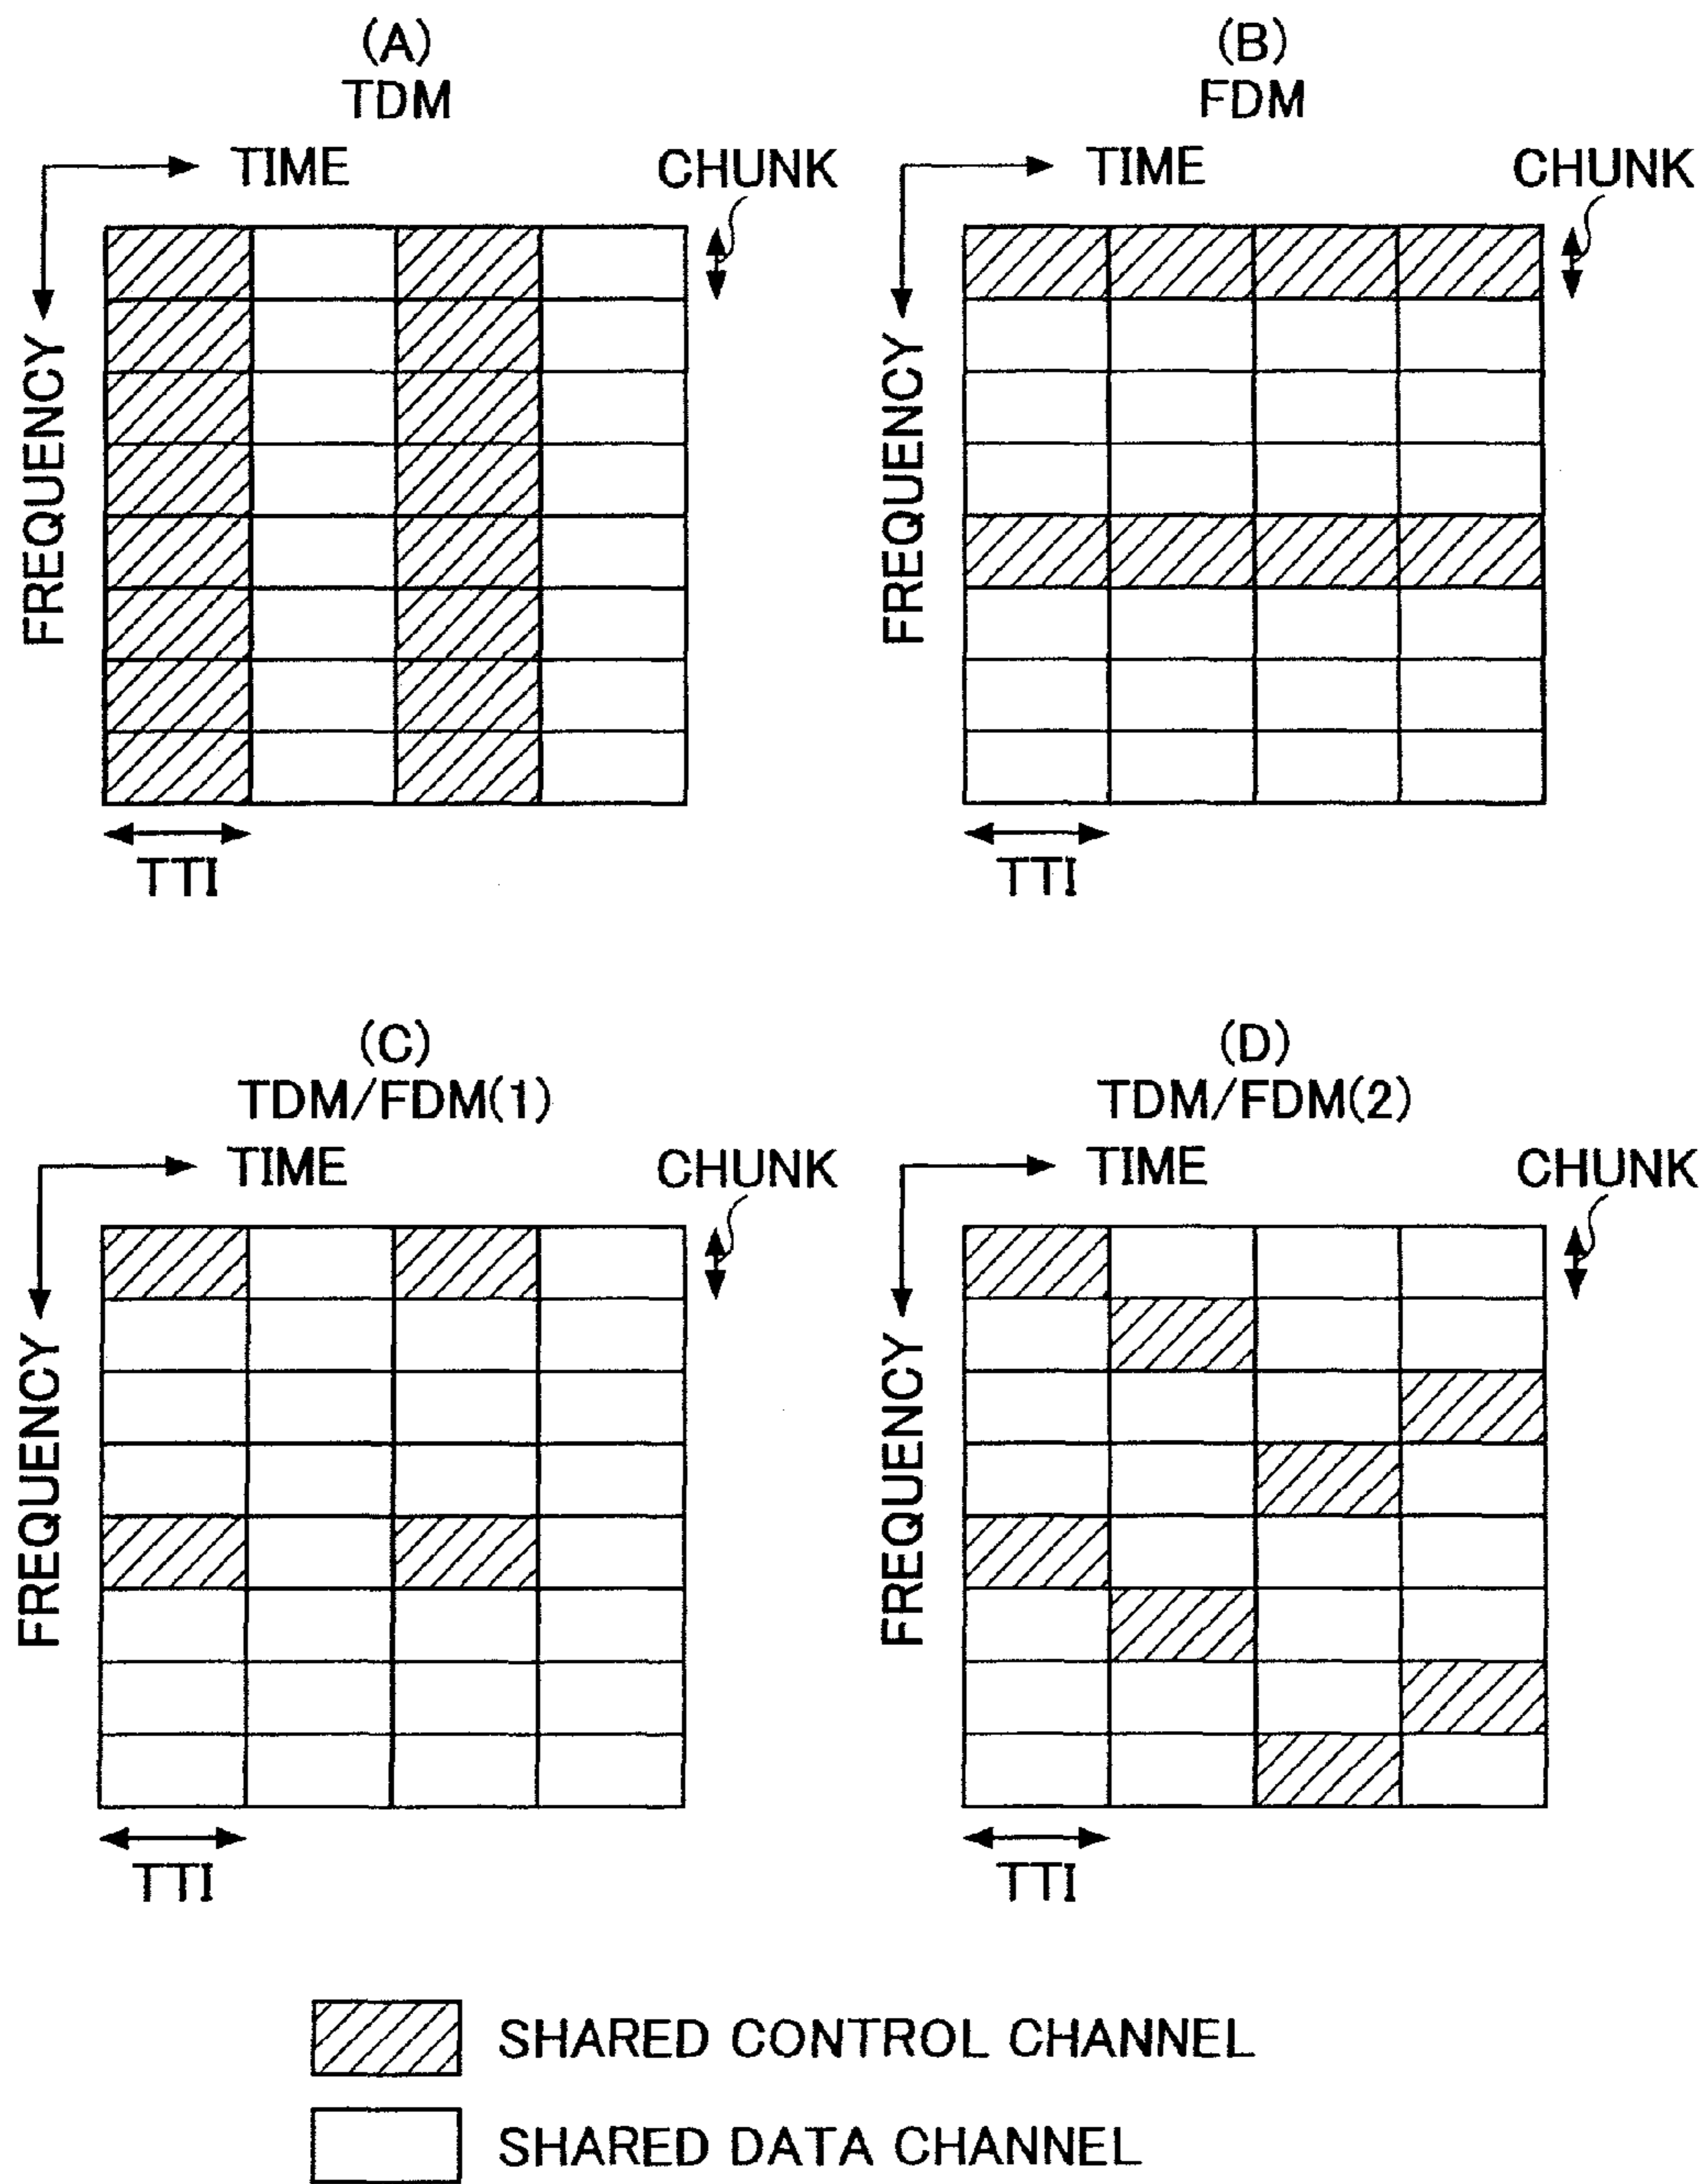 (A)
TDM
TIME
CHUNK
FREQUENCY
TTI
(B)
FDM
TIME
CHUNK
FREQUENCY
TTI
(C)
TDM/FDM(1)
TIME
CHUNK
FREQUENCY
TTI
(D)
TDM/FDM(2)
TIME
CHUNK
FREQUENCY
TTI
SHARED CONTROL CHANNEL
SHARED DATA CHANNEL